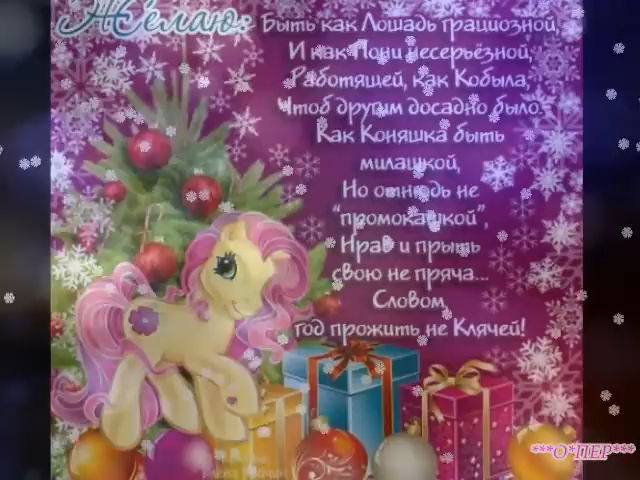 Желаю:
Быть как Лошадь грациозной,
И как Пони несерьёзной,
Работящей, как Кобыла,
Чтоб другим досадно было.
Как Коняшка быть
милашкой,
Но отнюдь не
“промокашкой”,
Нрав и прыть
свою не пряча...
Словом,
год прожить не Клячей!
***О*ПЕР***